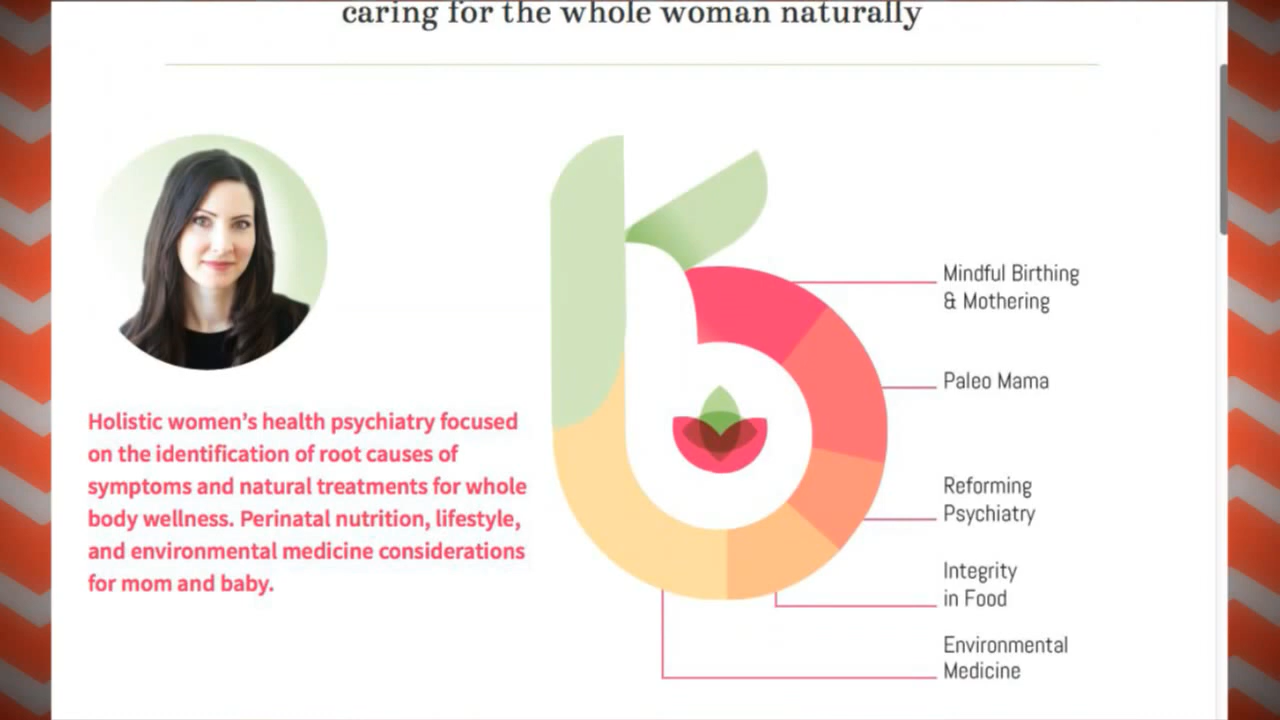 caring for the whole woman naturally
Holistic women's health psychiatry focused
on the identification of root causes of
symptoms and natural treatments for whole
body wellness. Perinatal nutrition, lifestyle,
and environmental medicine considerations
for mom and baby.
Mindful Birthing
& Mothering
Paleo Mama
Reforming
Psychiatry
Integrity
in Food
Environmental
Medicine